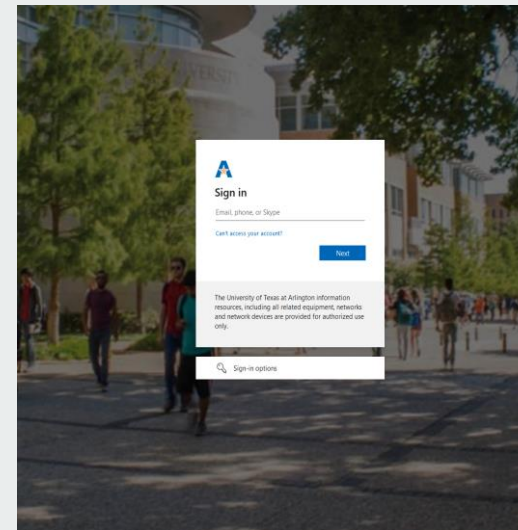 Sign in
Email, phone, or Skype
Can't access your account?
Next
The University of Texas at Arlington information
resources, including all related equipment, networks
and network devices are provided for authorized use
only.
Sign-in options